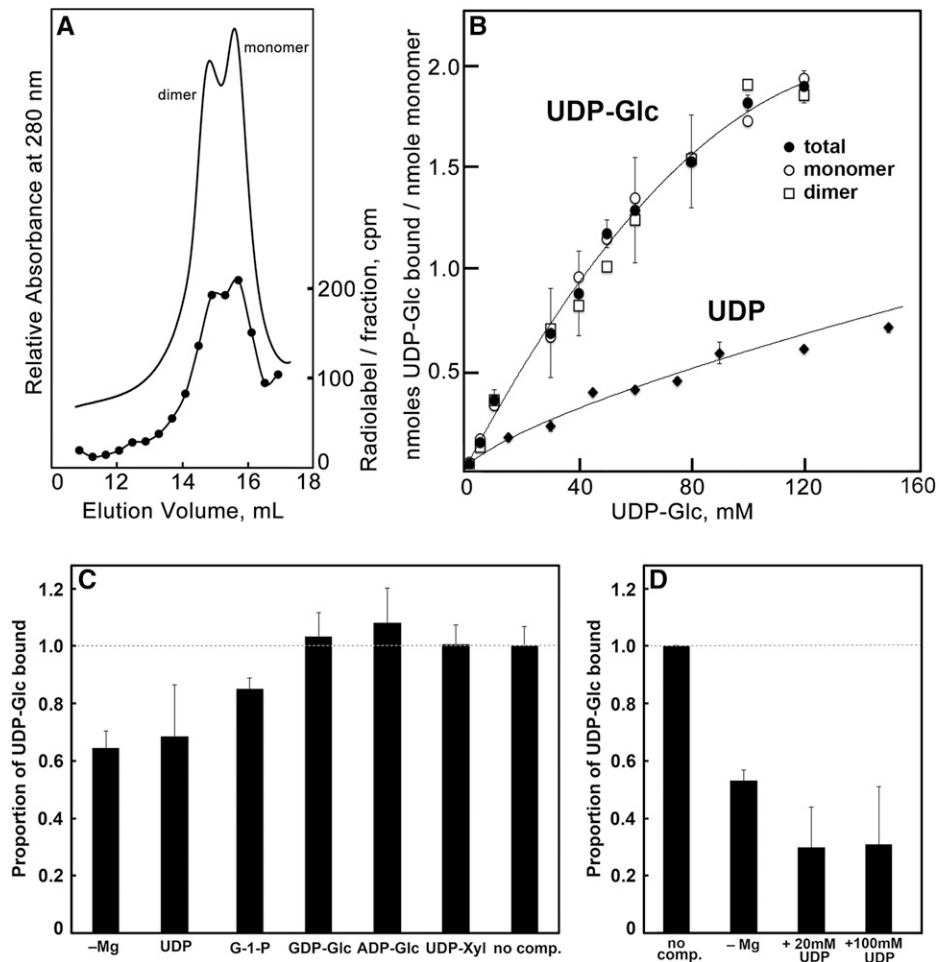 A
dimer
monomer
Relative Absorbance at 280 nm
200
100
0
Radiolabel / fraction, cpm
0 12 14 16 18
Elution Volume, mL
B
nmoles UDP-Glc bound / nmole monomer
2.0
1.5
1.0
0.5
UDP-Glc
total
monomer
dimer
UDP
0 40 80 120 160
UDP-Glc, mM
C
Proportion of UDP-Glc bound
1.2
1.0
0.8
0.6
0.4
0.2
0
–Mg UDP G-1-P GDP-Glc ADP-Glc UDP-Xyl no comp.
D
Proportion of UDP-Glc bound
1.2
1.0
0.8
0.6
0.4
0.2
0
no comp.
– Mg
+ 20mM UDP
+100mM UDP